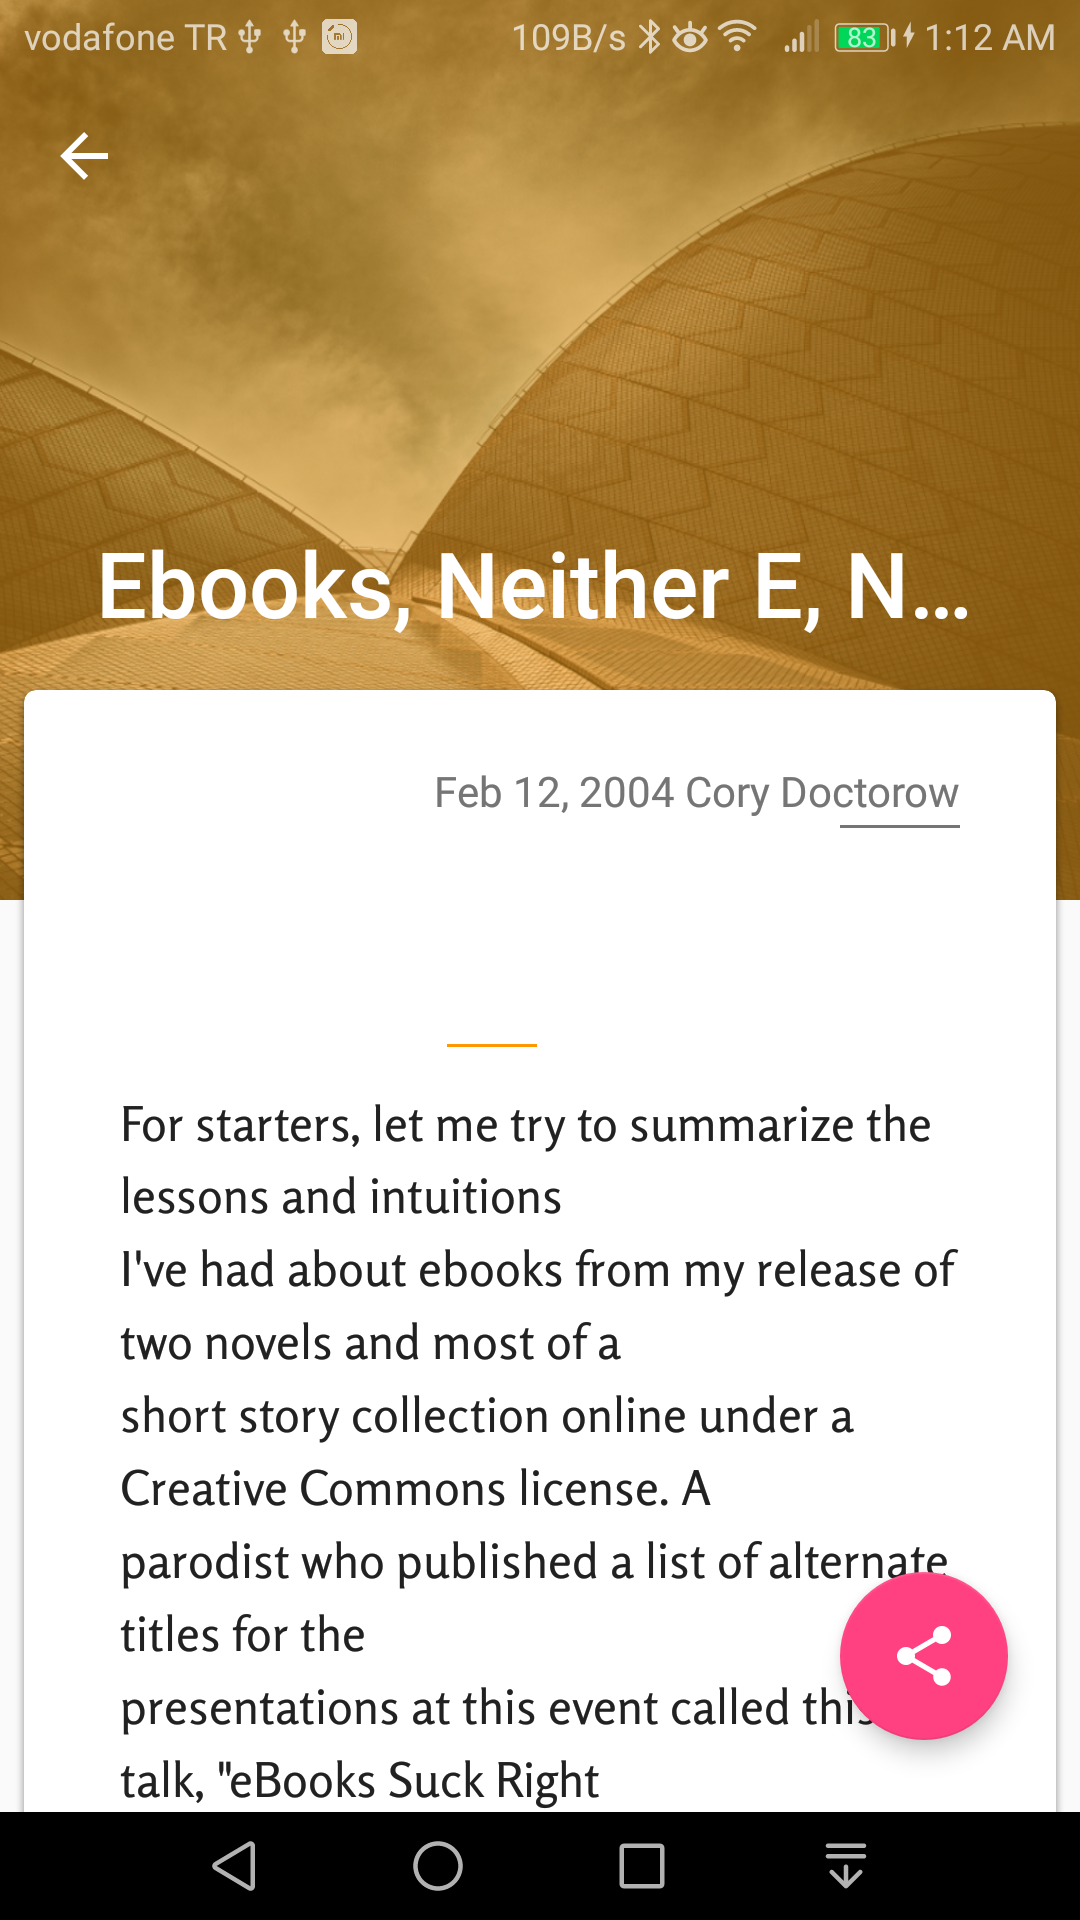 vodafone TR 109B/s 83 1:12 AM
Ebooks, Neither E, N...
Feb 12, 2004 Cory Doctorow
For starters, let me try to summarize the
lessons and intuitions
I've had about ebooks from my release of
two novels and most of a
short story collection online under a
Creative Commons license. A
parodist who published a list of alternate
titles for the
presentations at this event called this
talk, "eBooks Suck Right